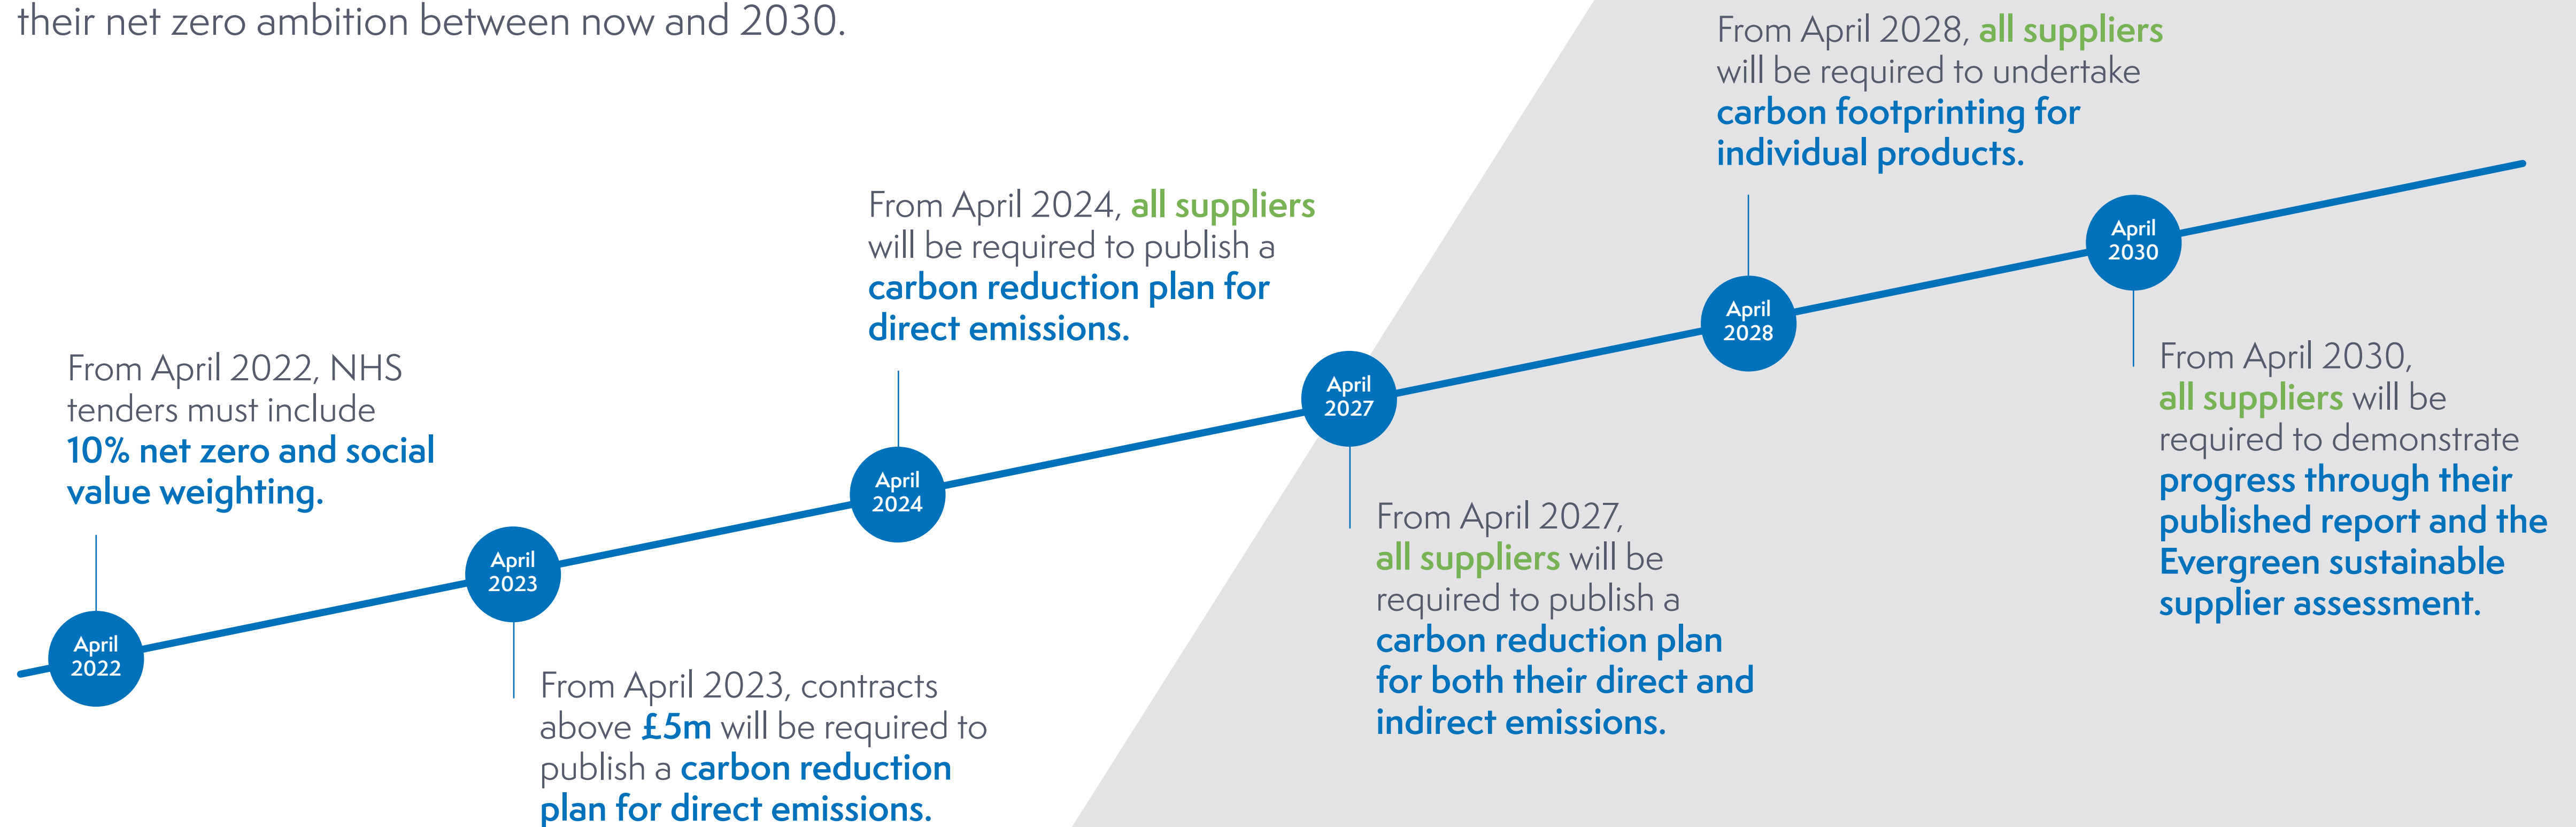 their net zero ambition between now and 2030.
From April 2022, NHS
tenders must include
10% net zero and social
value weighting.
April
2022
April
2023
From April 2023, contracts
above £5m will be required to
publish a carbon reduction
plan for direct emissions.
From April 2024, all suppliers
will be required to publish a
carbon reduction plan for
direct emissions.
April
2024
April
2027
From April 2027,
all suppliers will be
required to publish a
carbon reduction plan
for both their direct and
indirect emissions.
From April 2028, all suppliers
will be required to undertake
carbon footprinting for
individual products.
April
2028
April
2030
From April 2030,
all suppliers will be
required to demonstrate
progress through their
published report and the
Evergreen sustainable
supplier assessment.